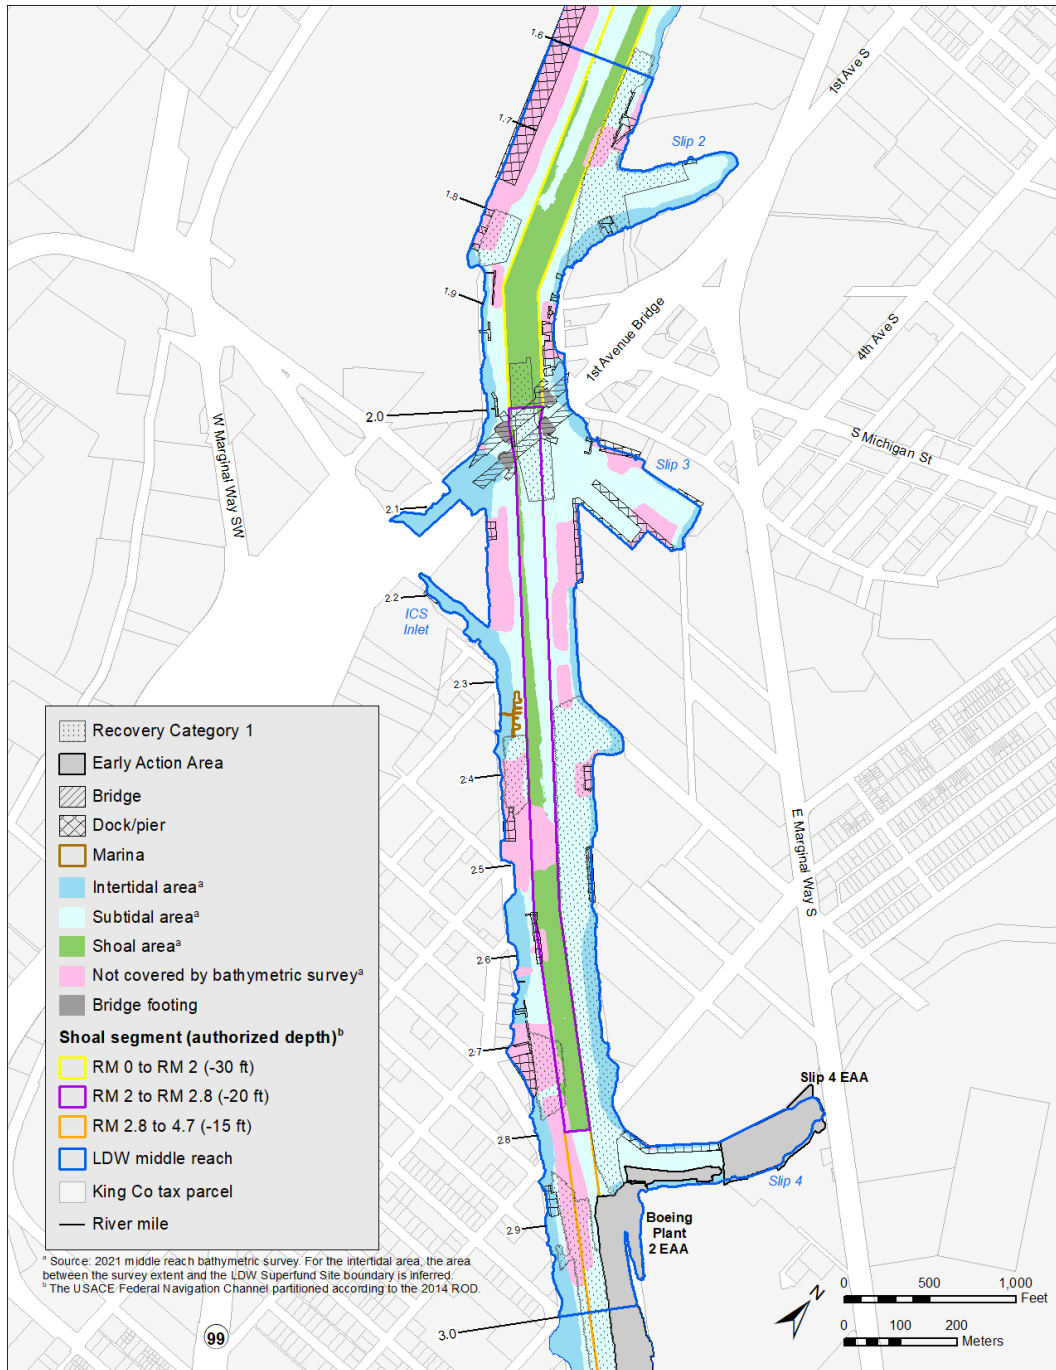 1.6
1st Ave S
1.7
Slip 2
1.8
1.9
1st Avenue Bridge
4th Ave S
2.0
W Marginal Way SW
S Michigan St
Slip 3
2.1
2.2
ICS
Inlet
2.3
2.4
2.5
2.6
2.7
2.8
2.9
3.0
E Marginal Way S
Slip 4 EAA
Slip 4
Boeing
Plant
2 EAA
Recovery Category 1
Early Action Area
Bridge
Dock/pier
Marina
Intertidal area^a
Subtidal area^a
Shoal area^a
Not covered by bathymetric survey^a
Bridge footing
Shoal segment (authorized depth)^b
RM 0 to RM 2 (-30 ft)
RM 2 to RM 2.8 (-20 ft)
RM 2.8 to 4.7 (-15 ft)
LDW middle reach
King Co tax parcel
River mile
^a Source: 2021 middle reach bathymetric survey. For the intertidal area, the area
between the survey extent and the LDW Superfund Site boundary is inferred.
^b The USACE Federal Navigation Channel partitioned according to the 2014 ROD.
99
N
0 500 1,000
Feet
0 100 200
Meters